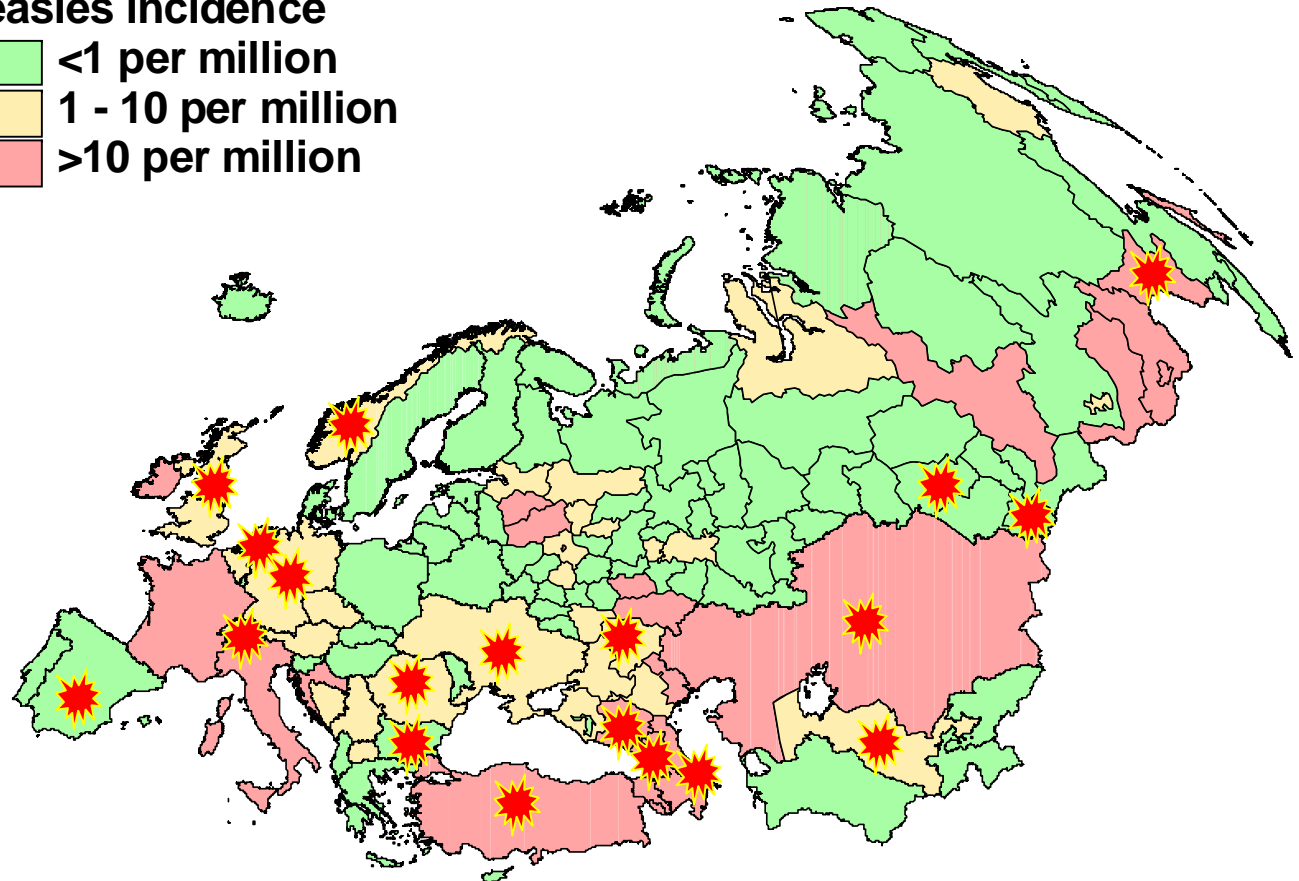 easles incidence
<1 per million
1 - 10 per million
>10 per million